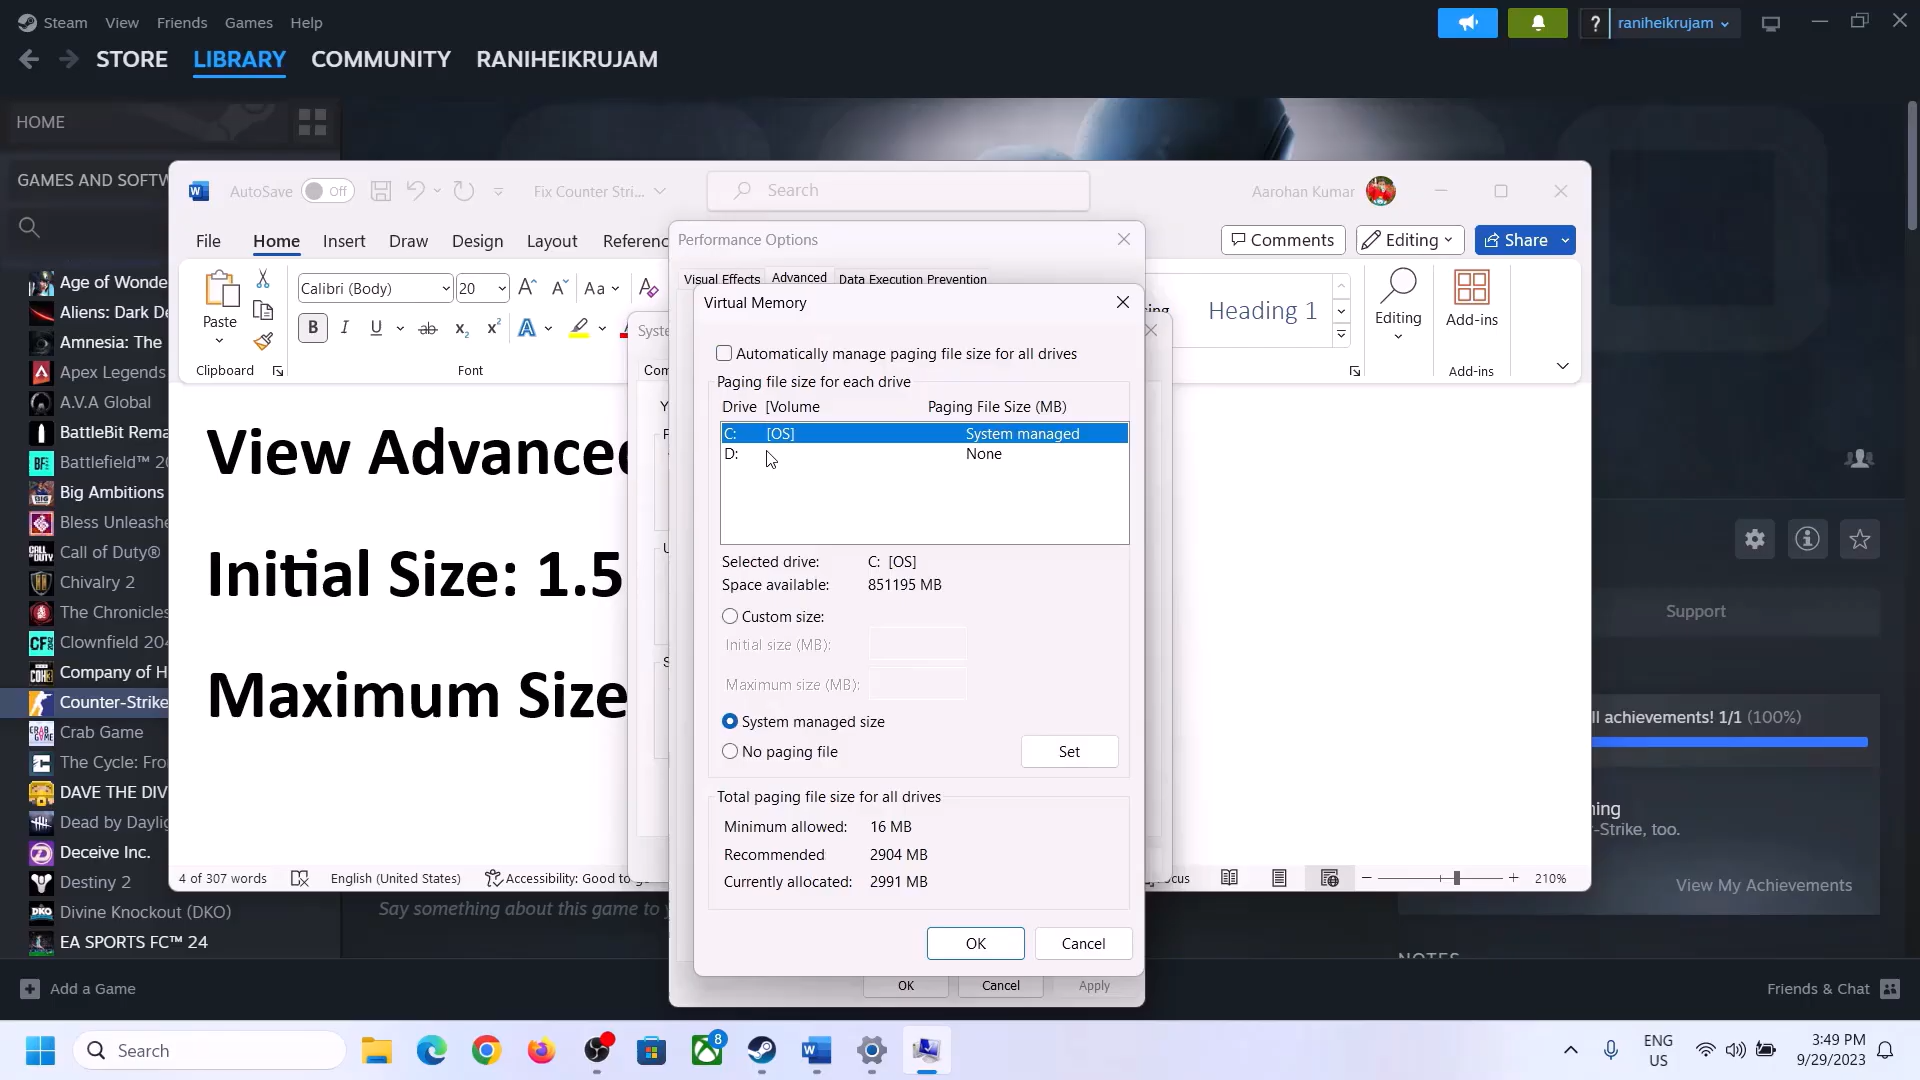 Steam View Friends Games Help
raniheikrujam
STORE LIBRARY COMMUNITY RANIHEIKRUJAM
HOME
GAMES AND SOFTW
AutoSave Off Fix Counter Stri... Search Aarohan Kumar
File Home Insert Draw Design Layout Referenc Comments Editing Share
Performance Options
Visual Effects Advanced Data Execution Prevention
Calibri (Body) 20 Aa
Paste
Clipboard Font
Heading 1
Editing Add-ins
Add-ins
Age of Wonde
Aliens: Dark De
Amnesia: The
Apex Legends
A.V.A Global
BattleBit Rema
Battlefield™ 20
Big Ambitions
Bless Unleashe
Call of Duty®
Chivalry 2
The Chronicles
Clownfield 204
Company of H
Counter-Strike
Crab Game
The Cycle: Fro
DAVE THE DIV
Dead by Daylig
Deceive Inc.
Destiny 2
Divine Knockout (DKO)
EA SPORTS FC™ 24
View Advanced
Initial Size: 1.5
Maximum Size
Virtual Memory
Automatically manage paging file size for all drives
Paging file size for each drive
Drive [Volume Paging File Size (MB)
C: [OS] System managed
D: None
Selected drive: C: [OS]
Space available: 851195 MB
Custom size:
Initial size (MB):
Maximum size (MB):
System managed size
No paging file Set
Total paging file size for all drives
Minimum allowed: 16 MB
Recommended 2904 MB
Currently allocated: 2991 MB
OK Cancel
OK Cancel Apply
Support
ll achievements! 1/1 (100%)
-Strike, too.
View My Achievements
4 of 307 words English (United States) Accessibility: Good to 210%
Say something about this game to
NOTES
Add a Game Friends & Chat
Search 8 ENG US 3:49 PM
9/29/2023